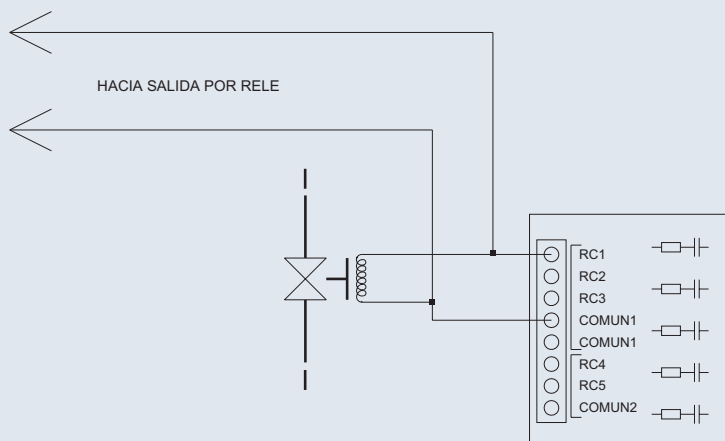 HACIA SALIDA POR RELE
RC1
RC2
RC3
COMUN1
COMUN1
RC4
RC5
COMUN2